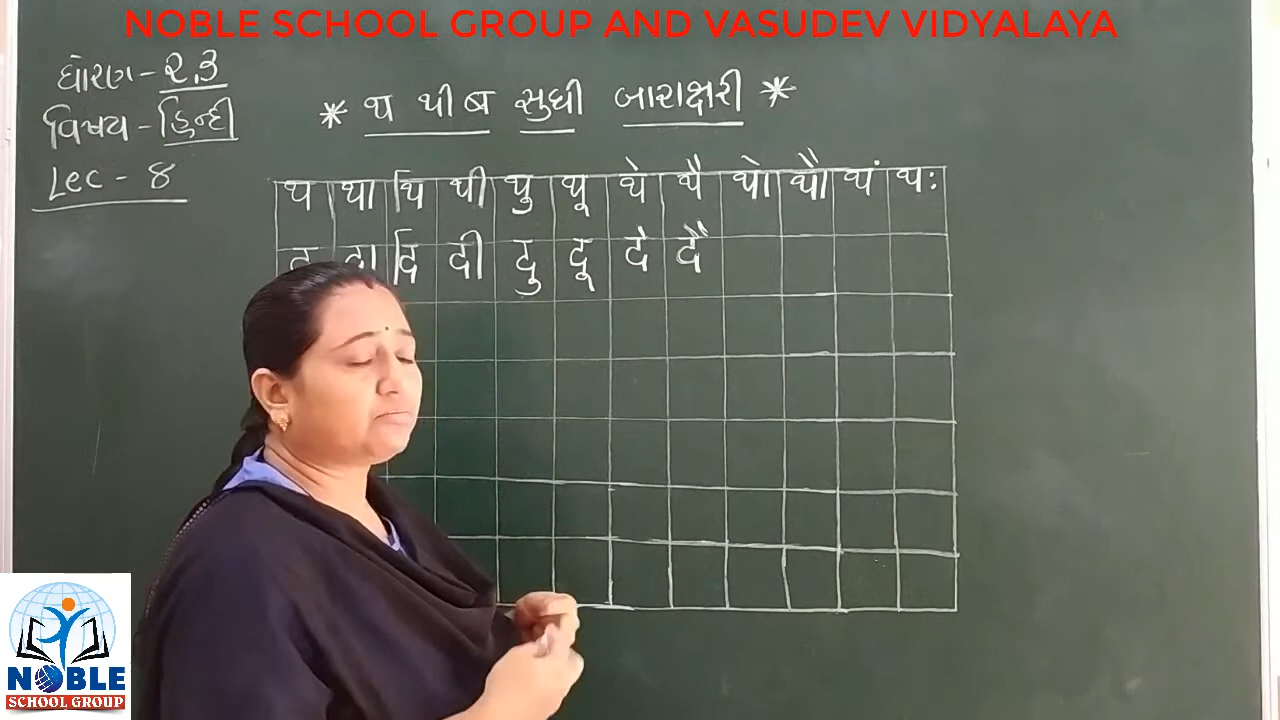 NOBLE SCHOOL GROUP AND VASUDEV VIDYALAYA
ધોરણ - ૨,૩
વિષય - હિન્દી
Lec - 8
* थ थी ब સુધી બારાક્ષરી *
थ था थि थी थु थू थे थै थो थौ थं थः
द दा दि दी दु दू दे दै
NOBLE
SCHOOL GROUP